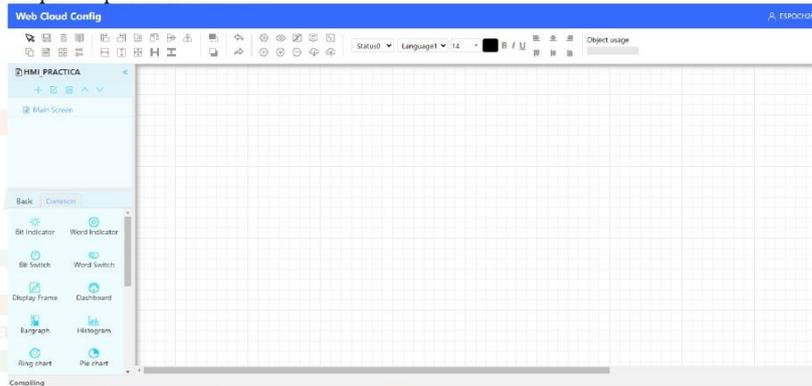 Web Cloud Config
Status0 Language1 14 B I U Object usage
HMI_PRACTICA
Main Screen
Basic Common
Bit Indicator Word Indicator
Bit Switch Word Switch
Display Frame Dashboard
Bargraph Histogram
Ring chart Pie chart
Compiling